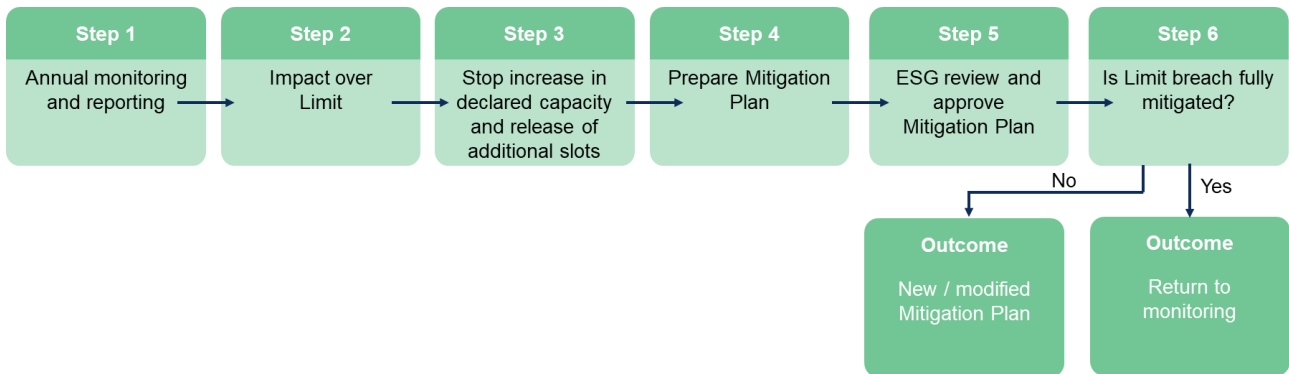 Step 1
Annual monitoring
and reporting
Step 2
Impact over
Limit
Step 3
Stop increase in
declared capacity
and release of
additional slots
Step 4
Prepare Mitigation
Plan
Step 5
ESG review and
approve
Mitigation Plan
Step 6
Is Limit breach fully
mitigated?
No
Yes
Outcome
New / modified
Mitigation Plan
Outcome
Return to
monitoring